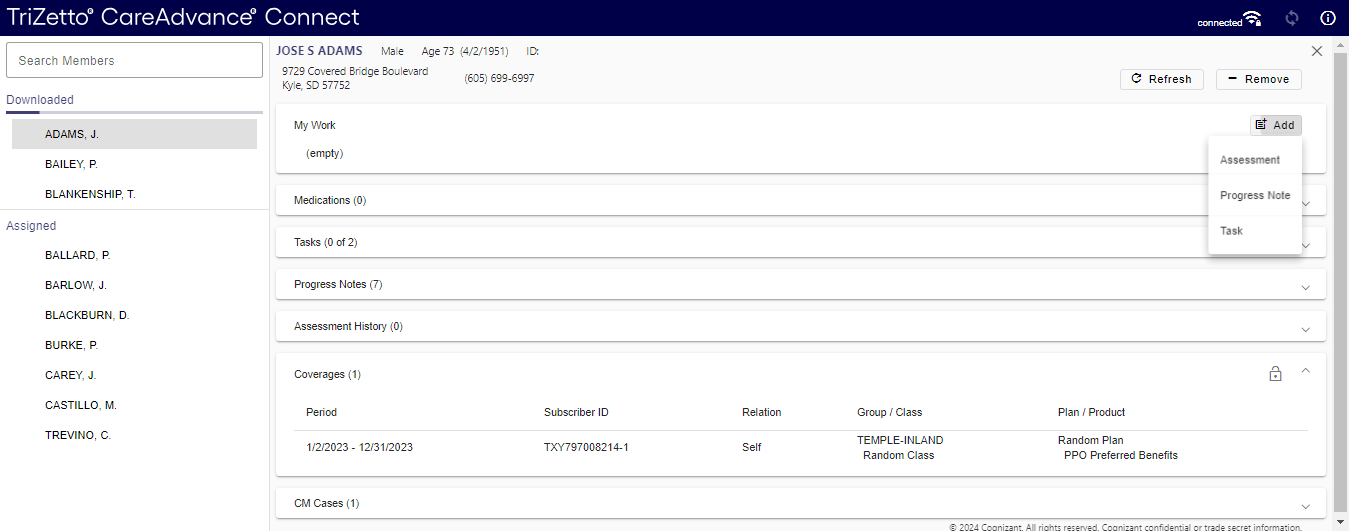 TriZetto® CareAdvance® Connect
connected
Search Members
Downloaded
ADAMS, J.
BAILEY, P.
BLANKENSHIP, T.
Assigned
BALLARD, P.
BARLOW, J.
BLACKBURN, D.
BURKE, P.
CAREY, J.
CASTILLO, M.
TREVINO, C.
JOSE S ADAMS Male Age 73 (4/2/1951) ID:
9729 Covered Bridge Boulevard (605) 699-6997
Kyle, SD 57752
Refresh Remove
My Work Add
(empty)
Assessment
Progress Note
Task
Medications (0)
Tasks (0 of 2)
Progress Notes (7)
Assessment History (0)
Coverages (1)
Period Subscriber ID Relation Group / Class Plan / Product
1/2/2023 - 12/31/2023 TXY797008214-1 Self TEMPLE-INLAND Random Plan
Random Class PPO Preferred Benefits
CM Cases (1)
© 2024 Cognizant. All rights reserved. Cognizant confidential or trade secret information.